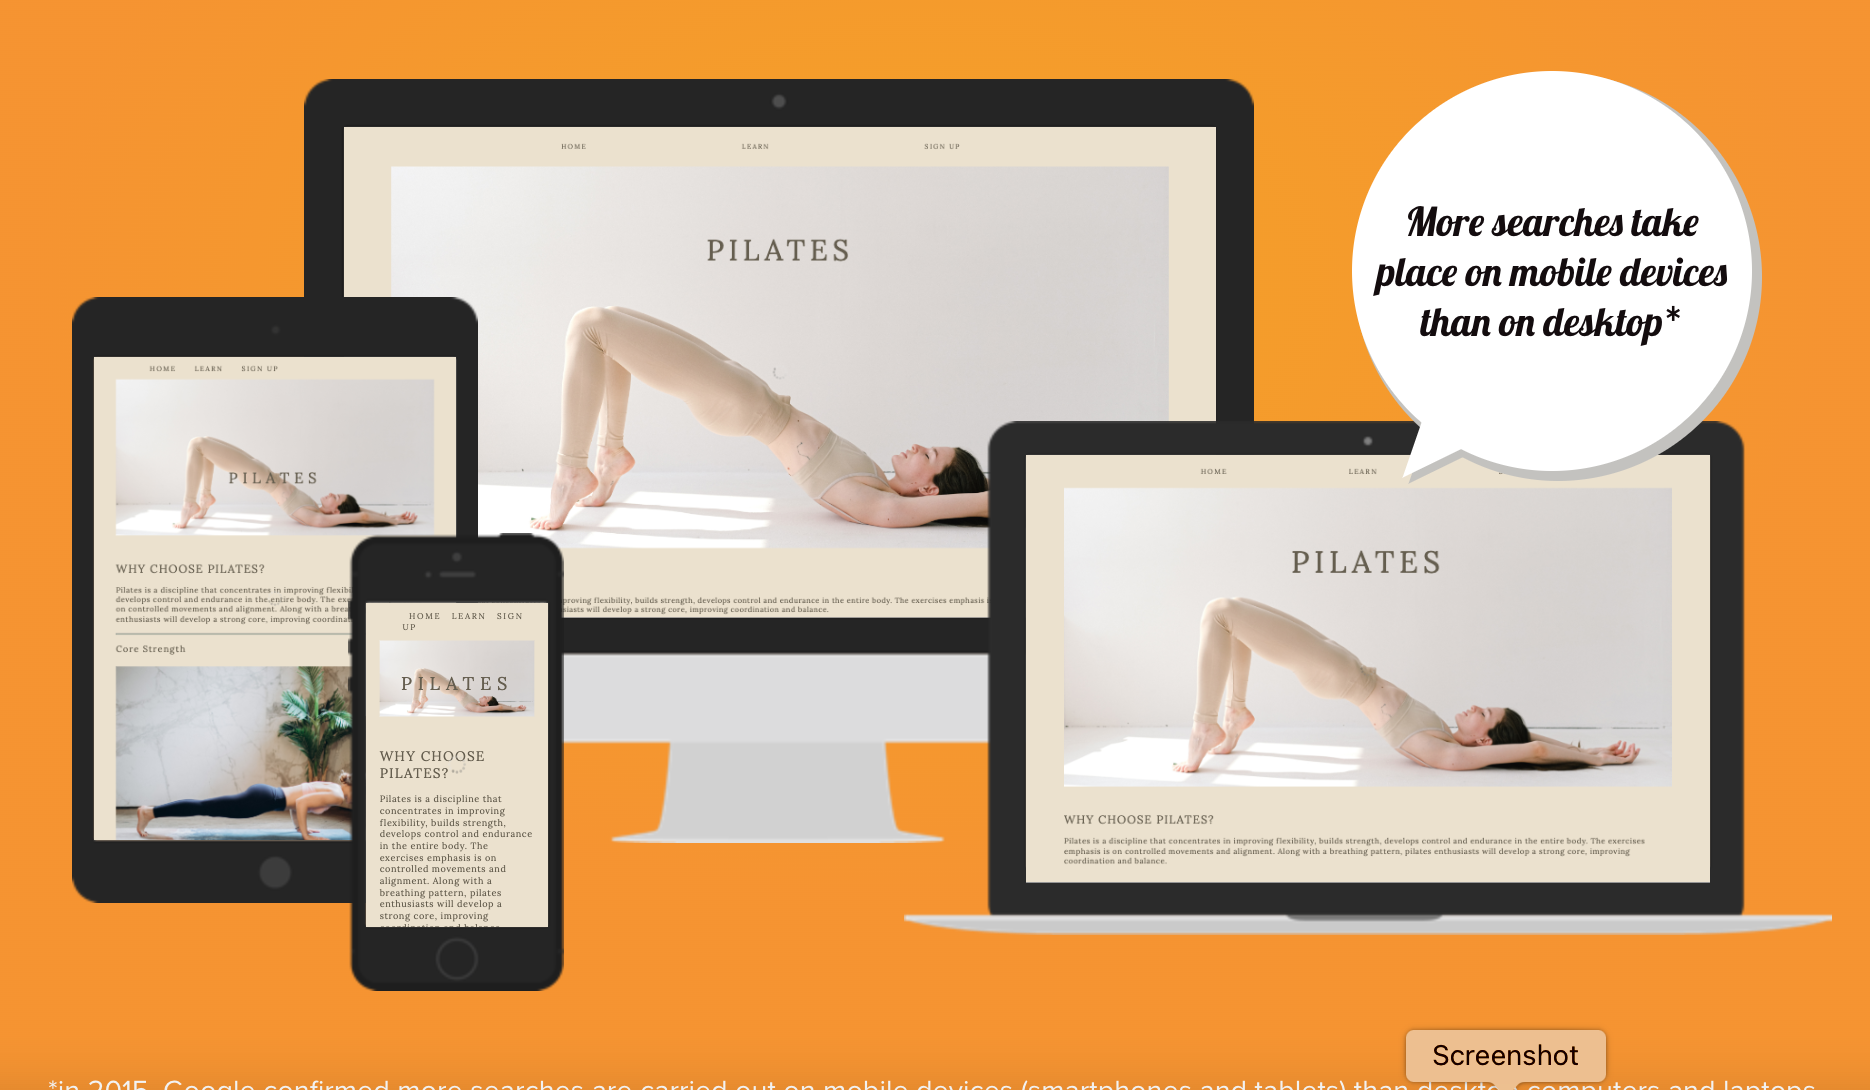 HOME LEARN SIGN UP
PILATES
More searches take
place on mobile devices
than on desktop*
proving flexibility, builds strength, develops control and endurance in the entire body. The exercises emphasis i
siasts will develop a strong core, improving coordination and balance.
HOME LEARN SIGN UP
PILATES
WHY CHOOSE PILATES?
Pilates is a discipline that concentrates in improving flexibi
develops control and endurance in the entire body. The exe
on controlled movements and alignment. Along with a brea
enthusiasts will develop a strong core, improving coordinat
Core Strength
HOME LEARN SIGN
UP
PILATES
WHY CHOOSE
PILATES?
Pilates is a discipline that
concentrates in improving
flexibility, builds strength,
develops control and endurance
in the entire body. The
exercises emphasis is on
controlled movements and
alignment. Along with a
breathing pattern, pilates
enthusiasts will develop a
strong core, improving
coordination and balance.
HOME LEARN
PILATES
WHY CHOOSE PILATES?
Pilates is a discipline that concentrates in improving flexibility, builds strength, develops control and endurance in the entire body. The exercises
emphasis is on controlled movements and alignment. Along with a breathing pattern, pilates enthusiasts will develop a strong core, improving
coordination and balance.
Screenshot
*in 2015, Google confirmed more searches are carried out on mobile devices (smartphones and tablets) than desktop computers and laptops